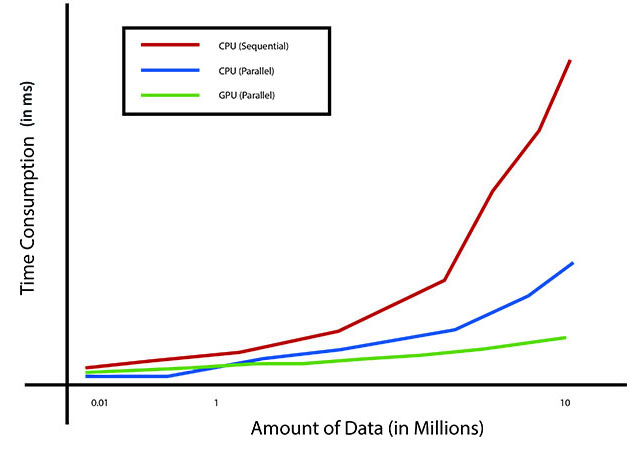 CPU (Sequential)
CPU (Parallel)
GPU (Parallel)
Time Consumption (in ms)
0.01 1 10
Amount of Data (in Millions)